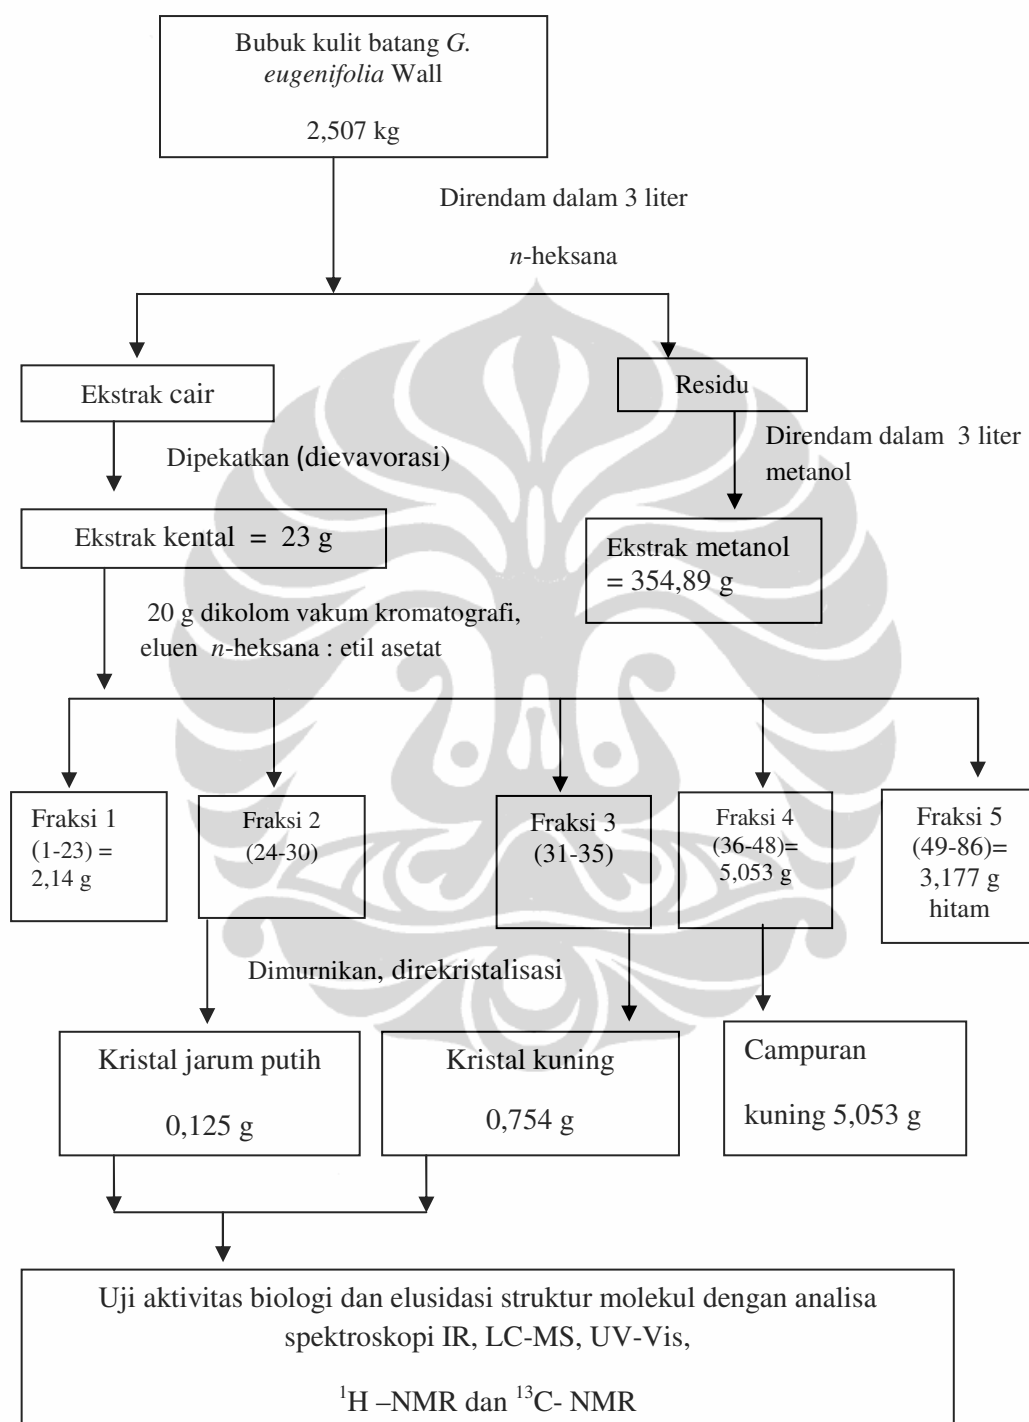 Bubuk kulit batang G.
eugenifolia Wall
2,507 kg
Direndam dalam 3 liter
n-heksana
Ekstrak cair
Residu
Dipekatkan (dievavorasi)
Direndam dalam 3 liter
metanol
Ekstrak kental = 23 g
Ekstrak metanol
= 354,89 g
20 g dikolom vakum kromatografi,
eluen n-heksana : etil asetat
Fraksi 1
(1-23) =
2,14 g
Fraksi 2
(24-30)
Fraksi 3
(31-35)
Fraksi 4
(36-48)=
5,053 g
Fraksi 5
(49-86)=
3,177 g
hitam
Dimurnikan, direkristalisasi
Kristal jarum putih
0,125 g
Kristal kuning
0,754 g
Campuran
kuning 5,053 g
Uji aktivitas biologi dan elusidasi struktur molekul dengan analisa
spektroskopi IR, LC-MS, UV-Vis,
¹H –NMR dan ¹³C- NMR